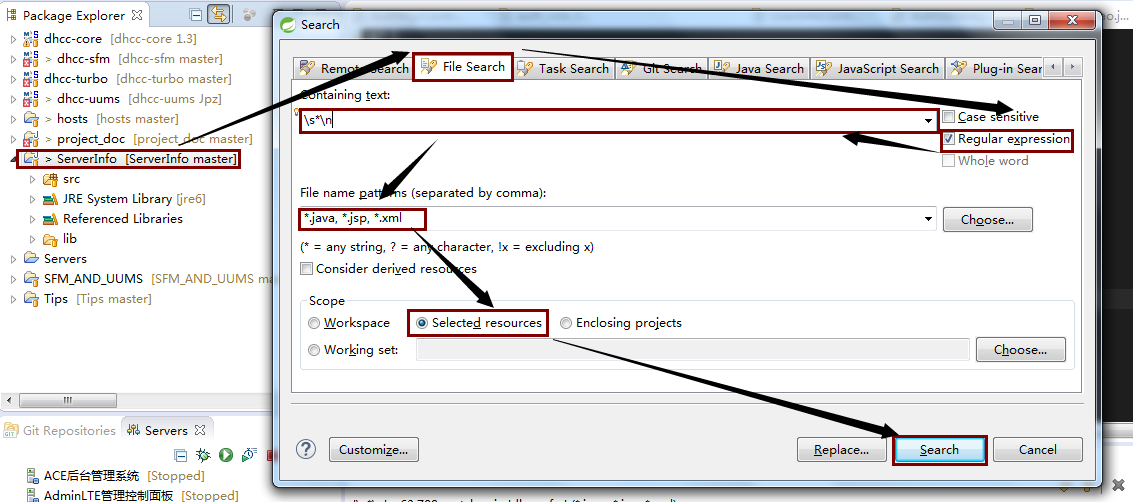 Package Explorer
dhcc-core [dhcc-core 1.3]
> dhcc-sfm [dhcc-sfm master]
dhcc-turbo [dhcc-turbo master]
> dhcc-uums [dhcc-uums Jpz]
> hosts [hosts master]
> project_doc [project_doc master]
> ServerInfo [ServerInfo master]
src
JRE System Library [jre6]
Referenced Libraries
lib
Servers
SFM_AND_UUMS [SFM_AND_UUMS ma
Tips [Tips master]
Git Repositories
Servers
ACE后台管理系统 [Stopped]
AdminLTE管理控制面板 [Stopped]
Search
Remote Search
File Search
Task Search
Git Search
Java Search
JavaScript Search
Plug-in Sear
Containing text:
\s*\n
Case sensitive
Regular expression
Whole word
File name patterns (separated by comma):
*.java, *.jsp, *.xml
Choose...
(* = any string, ? = any character, !x = excluding x)
Consider derived resources
Scope
Workspace
Selected resources
Enclosing projects
Working set:
Choose...
Customize...
Replace...
Search
Cancel